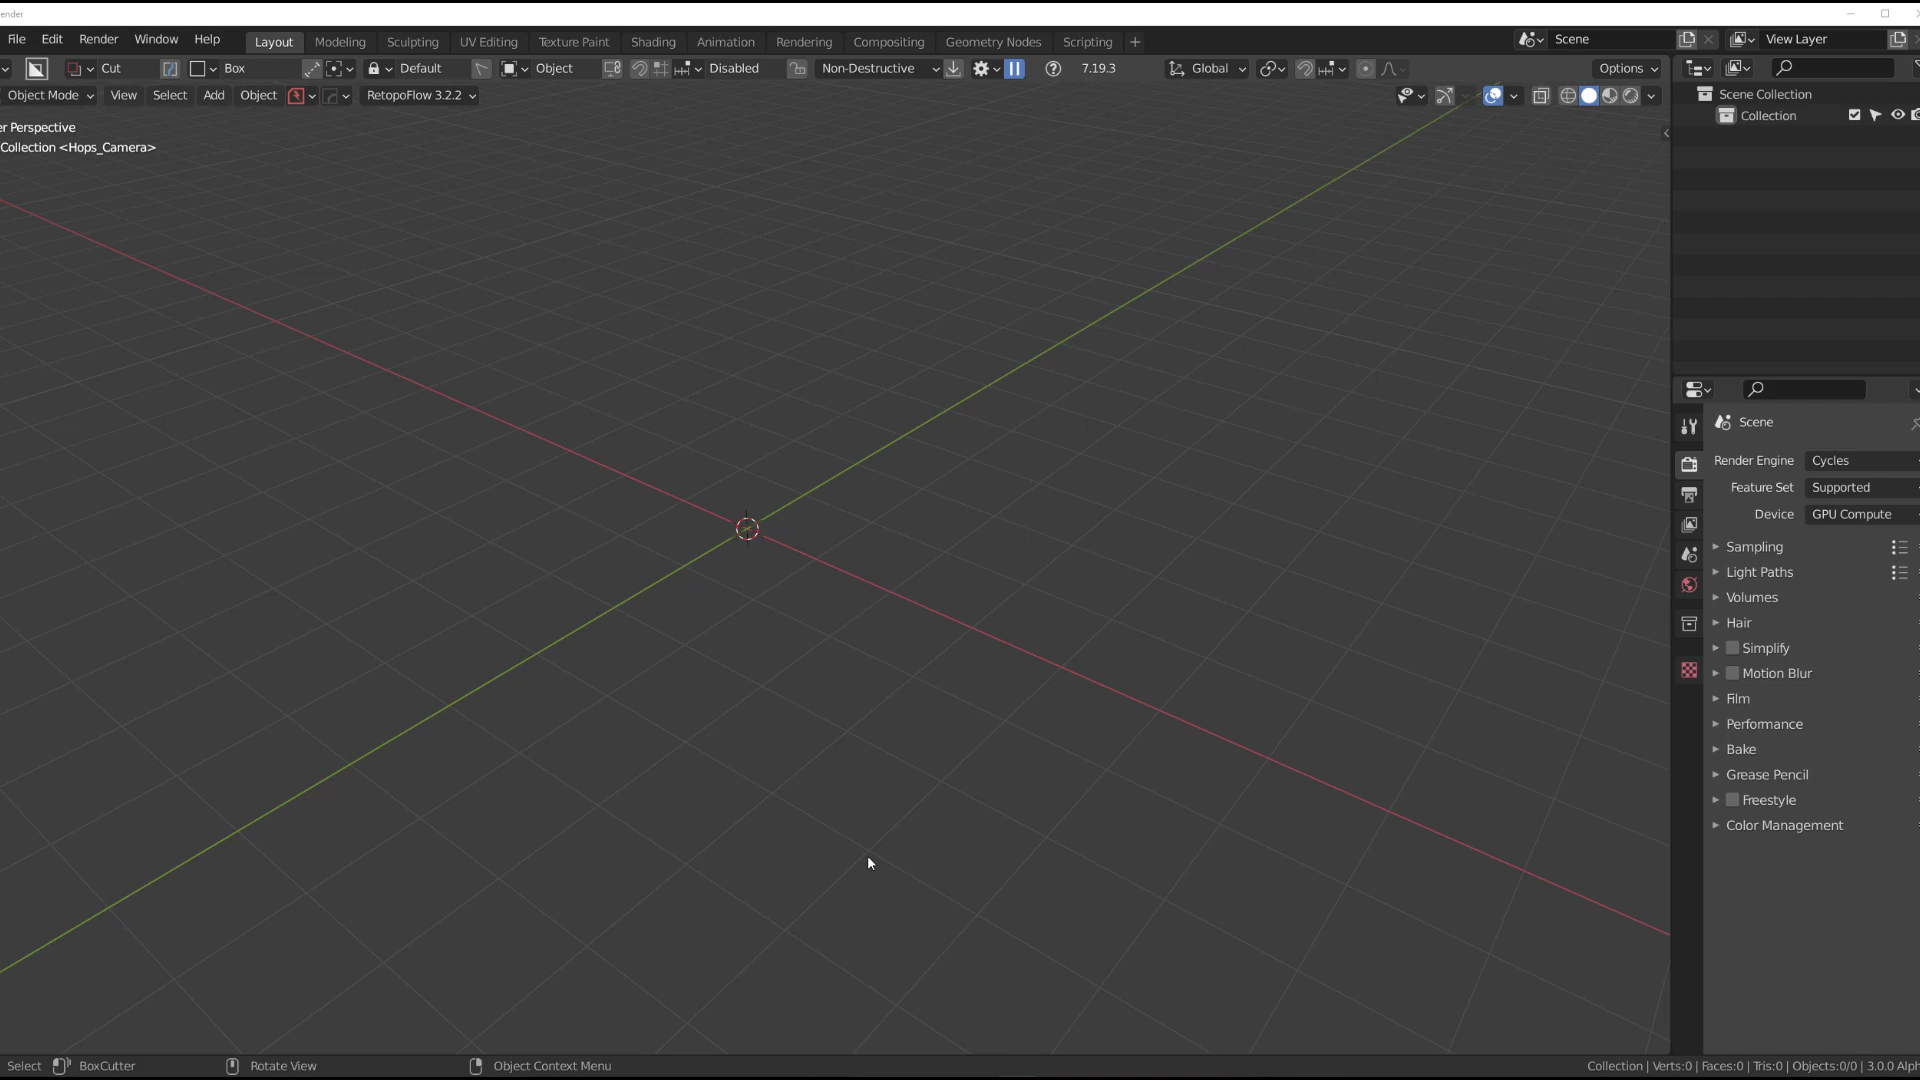 ender
File Edit Render Window Help Layout Modeling Sculpting UV Editing Texture Paint Shading Animation Rendering Compositing Geometry Nodes Scripting + Scene View Layer
Cut Box Default Object Disabled Non-Destructive 7.19.3 Global Options
Object Mode View Select Add Object RetopoFlow 3.2.2
er Perspective
Collection <Hops_Camera>
Scene Collection
Collection
Scene
Render Engine Cycles
Feature Set Supported
Device GPU Compute
Sampling
Light Paths
Volumes
Hair
Simplify
Motion Blur
Film
Performance
Bake
Grease Pencil
Freestyle
Color Management
Select BoxCutter Rotate View Object Context Menu Collection | Verts:0 | Faces:0 | Tris:0 | Objects:0/0 | 3.0.0 Alph